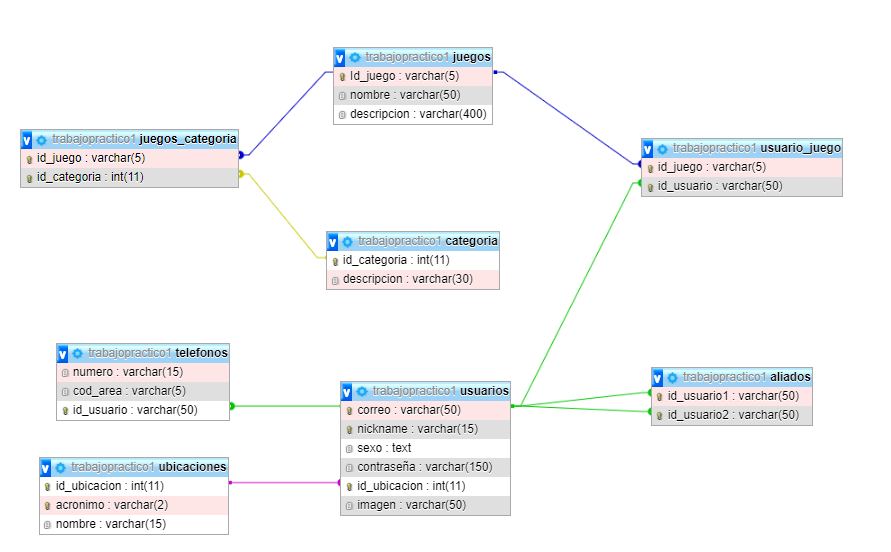 v trabajopractico1 juegos
Id_juego : varchar(5)
nombre : varchar(50)
descripcion : varchar(400)
v trabajopractico1 juegos_categoria
id_juego : varchar(5)
id_categoria : int(11)
v trabajopractico1 usuario_juego
id_juego : varchar(5)
id_usuario : varchar(50)
v trabajopractico1 categoria
id_categoria : int(11)
descripcion : varchar(30)
v trabajopractico1 telefonos
numero : varchar(15)
cod_area : varchar(5)
id_usuario : varchar(50)
v trabajopractico1 usuarios
correo : varchar(50)
nickname : varchar(15)
sexo : text
contraseña : varchar(150)
id_ubicacion : int(11)
imagen : varchar(50)
v trabajopractico1 aliados
id_usuario1 : varchar(50)
id_usuario2 : varchar(50)
v trabajopractico1 ubicaciones
id_ubicacion : int(11)
acronimo : varchar(2)
nombre : varchar(15)